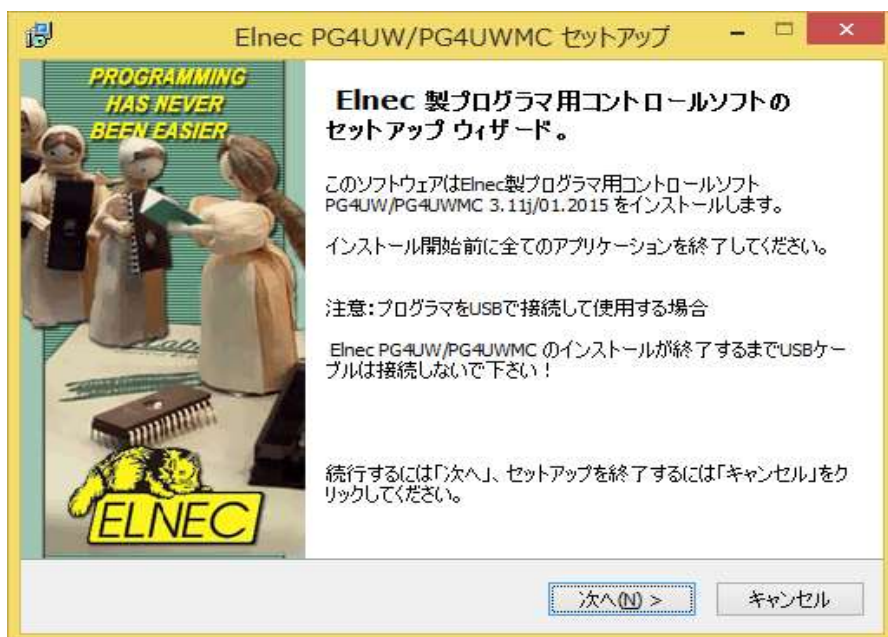 Elnec PG4UW/PG4UWMC セットアップ
PROGRAMMING
HAS NEVER
BEEN EASIER
ELNEC
Elnec 製プログラマ用コントロールソフトの
セットアップ ウィザード。
このソフトウェアはElnec製プログラマ用コントロールソフト
PG4UW/PG4UWMC 3.11j/01.2015 をインストールします。
インストール開始前に全てのアプリケーションを終了してください。
注意:プログラマをUSBで接続して使用する場合
Elnec PG4UW/PG4UWMC のインストールが終了するまでUSBケー
ブルは接続しないで下さい！
続行するには「次へ」、セットアップを終了するには「キャンセル」をク
リックしてください。
次へ(N) >
キャンセル